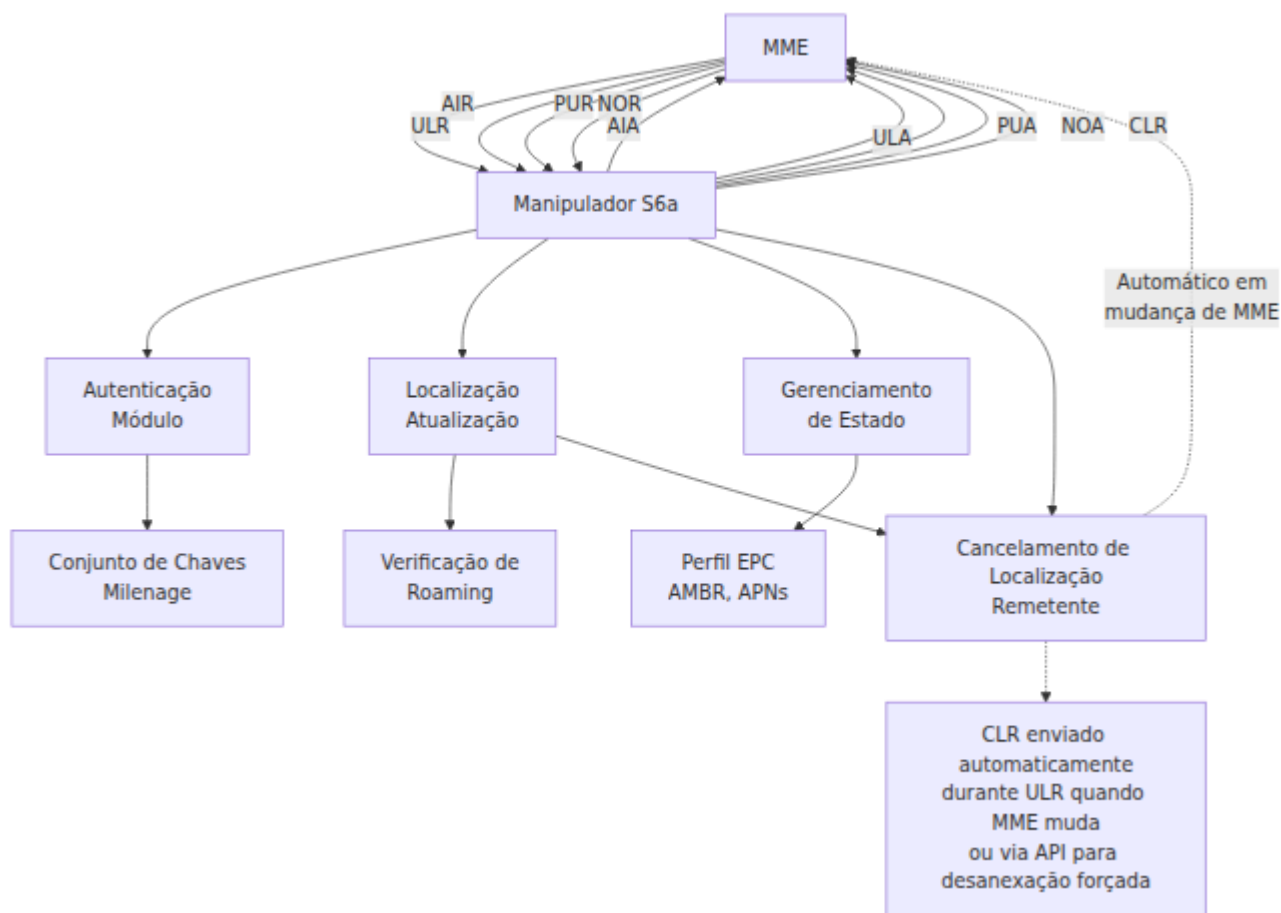 MME
AIR
PUR
NOR
ULR
AIA
ULA
PUA
NOA
CLR
Manipulador S6a
Automático em
mudança de MME
Autenticação
Módulo
Localização
Atualização
Gerenciamento
de Estado
Conjunto de Chaves
Milenage
Verificação de
Roaming
Perfil EPC
AMBR, APNs
Cancelamento de
Localização
Remetente
CLR enviado
automaticamente
durante ULR quando
MME muda
ou via API para
desanexação forçada